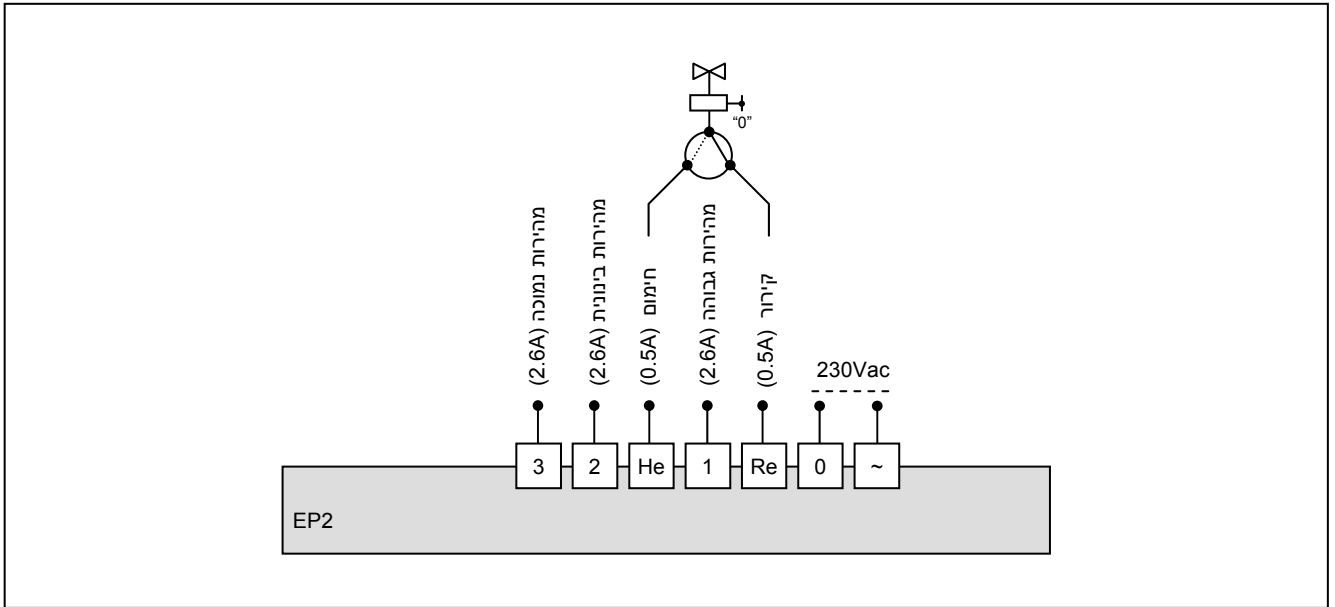 "0"
מהירות נמוכה (2.6A)
מהירות בינונית (2.6A)
חימום (0.5A)
מהירות גבוהה (2.6A)
קירור (0.5A)
230Vac
3 2 He 1 Re 0 ~
EP2